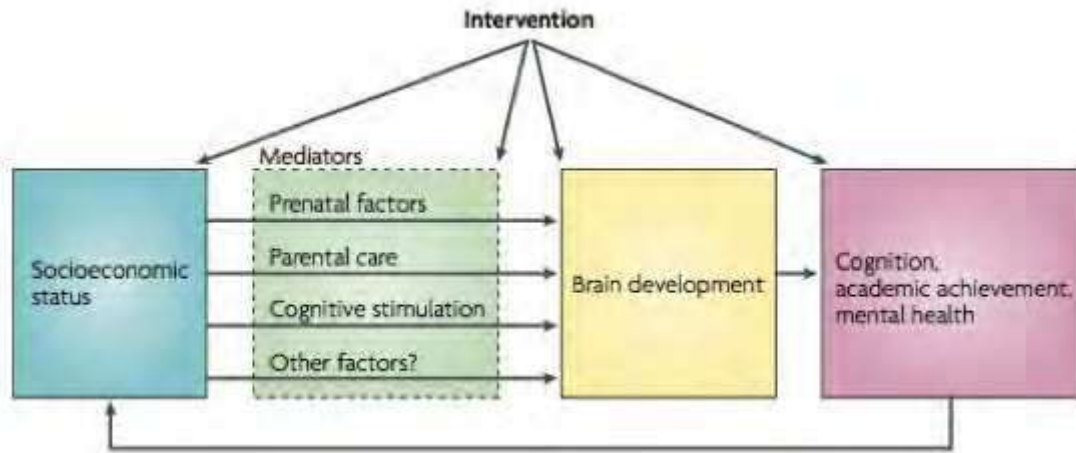 Intervention
Mediators
Prenatal factors
Parental care
Cognitive stimulation
Other factors?
Socioeconomic
status
Brain development
Cognition,
academic achievement,
mental health